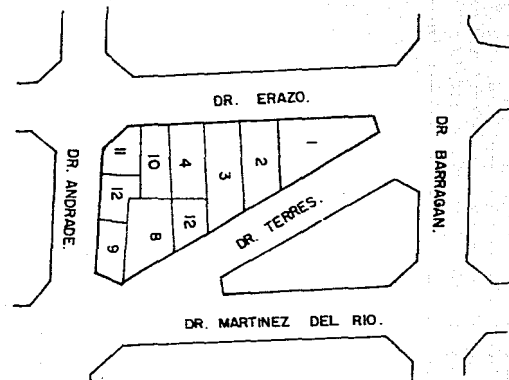 DR. ERAZO.
DR. BARRAGAN.
DR. ANDRADE.
11
10
4
3
2
1
12
9
8
12
DR. TERRES.
DR. MARTINEZ DEL RIO.